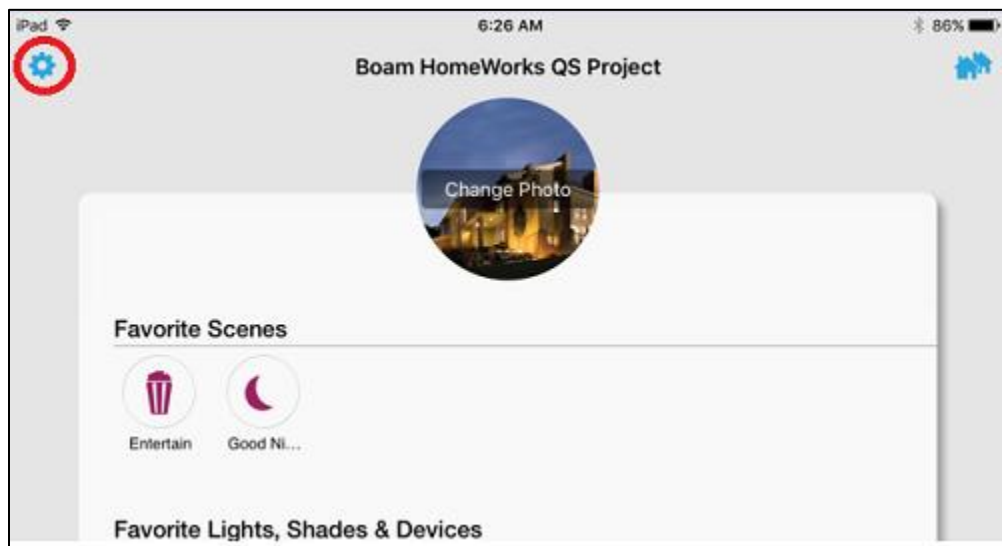 iPad 6:26 AM 86%
Boam HomeWorks QS Project
Change Photo
Favorite Scenes
Entertain Good Ni...
Favorite Lights, Shades & Devices